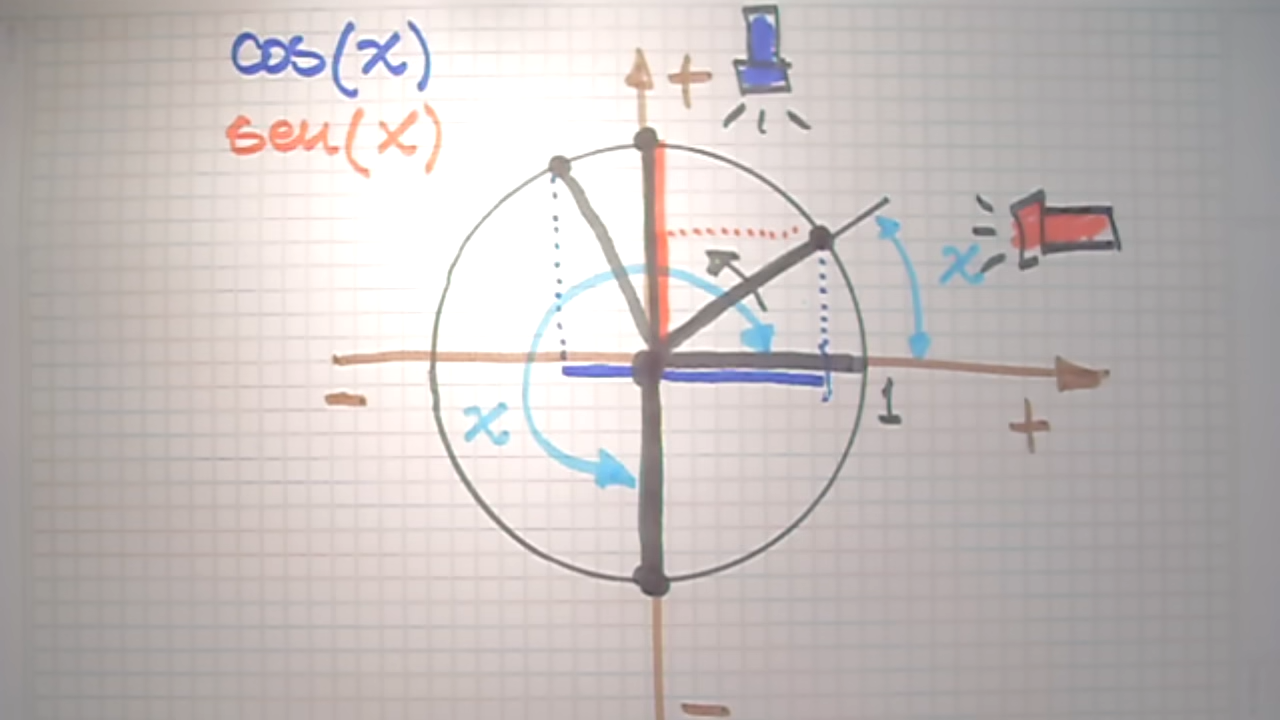 cos(x)
sen(x)
+
x
x
1
+
-
-